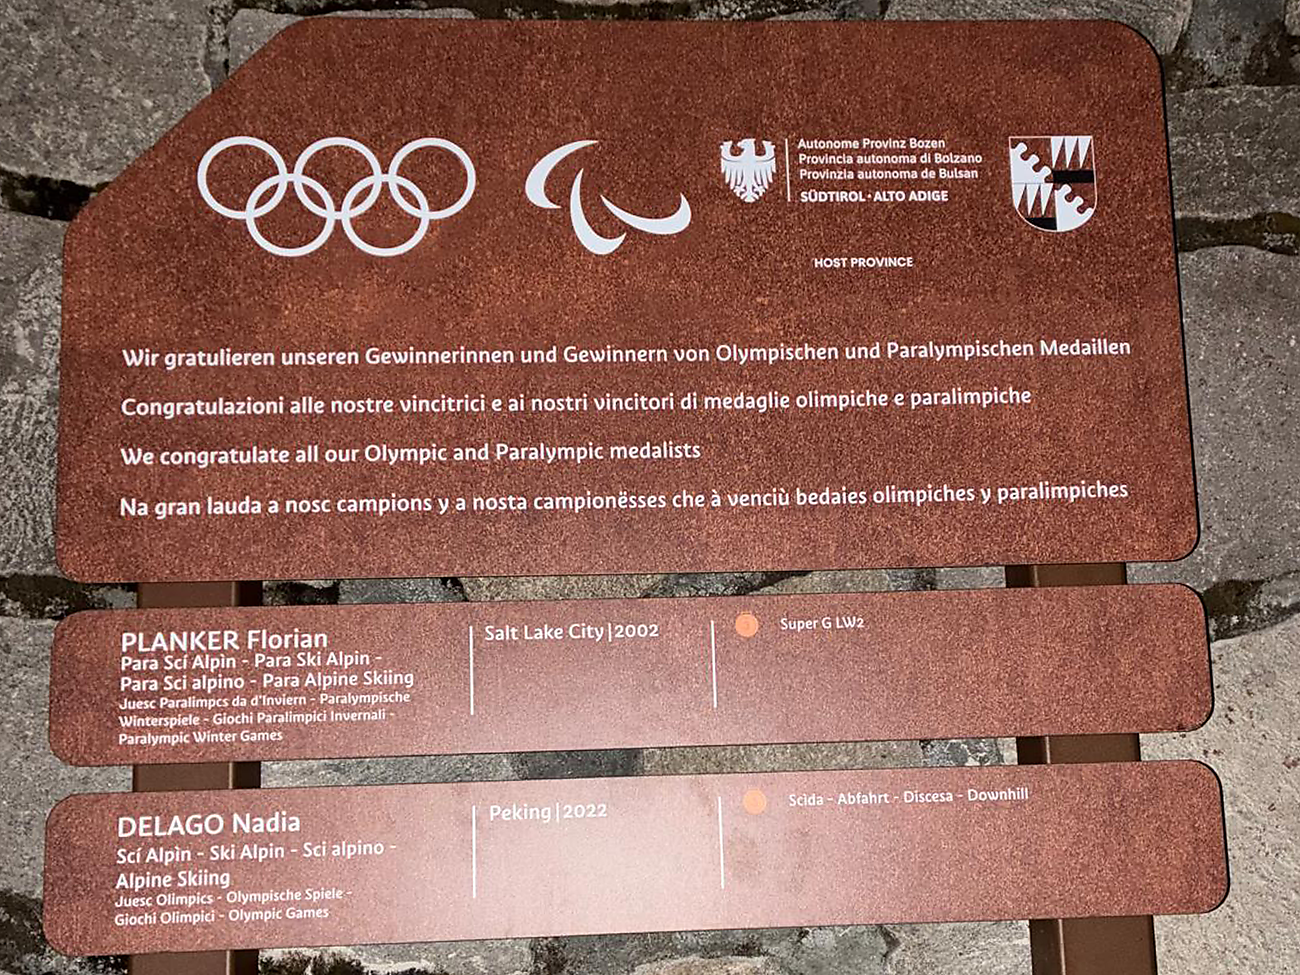 Autonome Provinz Bozen
Provincia autonoma di Bolzano
Provinzia autonoma de Bulsan
SÜDTIROL · ALTO ADIGE
HOST PROVINCE
Wir gratulieren unseren Gewinnerinnen und Gewinnern von Olympischen und Paralympischen Medaillen
Congratulazioni alle nostre vincitrici e ai nostri vincitori di medaglie olimpiche e paralimpiche
We congratulate all our Olympic and Paralympic medalists
Na gran lauda a nosc campions y a nosta campionësses che à venciù bedaies olimpiches y paralimpiches
PLANKER Florian
Para Scí Alpìn - Para Ski Alpin -
Para Sci alpino - Para Alpine Skiing
Juesc Paralimpcs da d'Inviern - Paralympische
Winterspiele - Giochi Paralimpici Invernali -
Paralympic Winter Games
Salt Lake City|2002
3
Super G LW2
DELAGO Nadia
Scí Alpìn - Ski Alpin - Sci alpino -
Alpine Skiing
Juesc Olimpics - Olympische Spiele -
Giochi Olimpici - Olympic Games
Peking|2022
Scida - Abfahrt - Discesa - Downhill